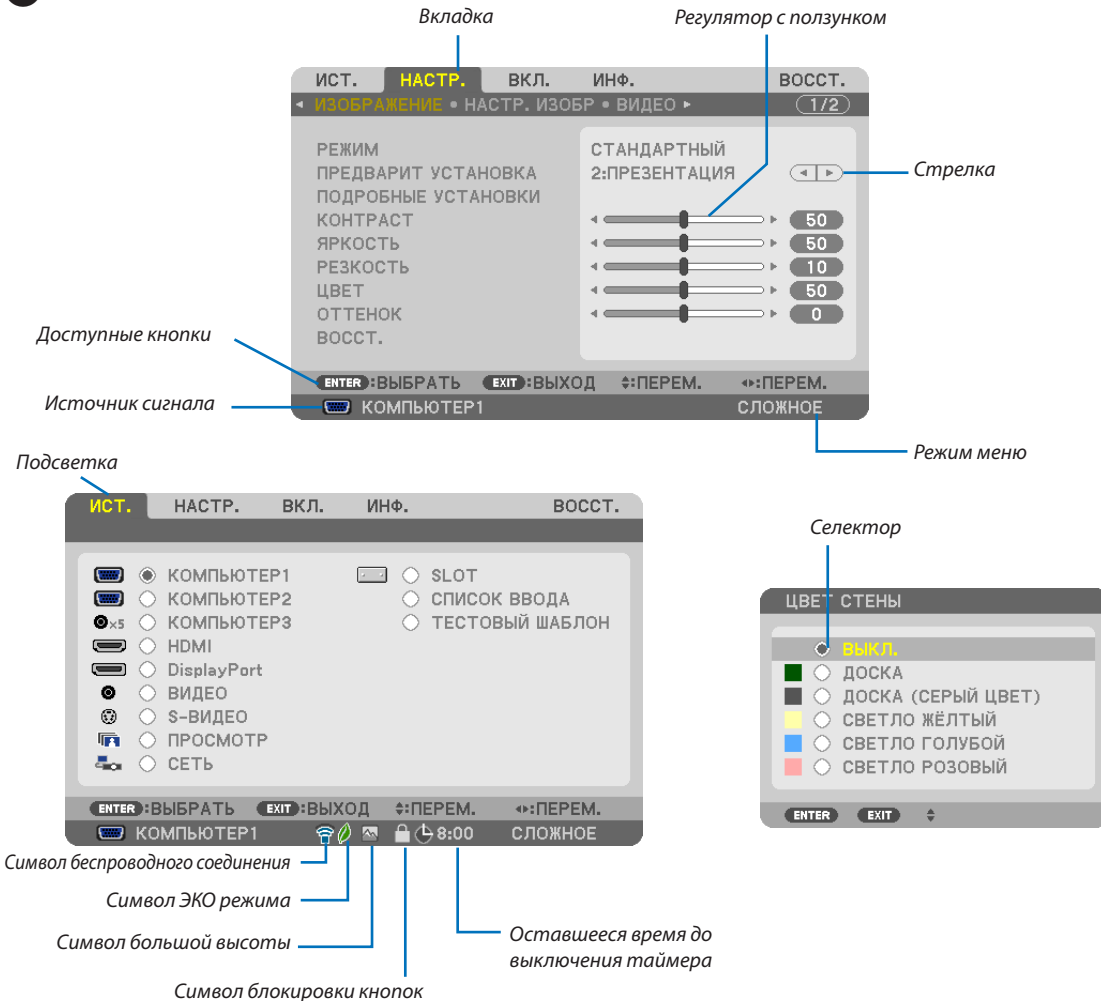 Вкладка
Регулятор с ползунком
ИСТ. НАСТР. ВКЛ. ИНФ. ВОССТ.
ИЗОБРАЖЕНИЕ • НАСТР. ИЗОБР • ВИДЕО 1/2
РЕЖИМ СТАНДАРТНЫЙ
ПРЕДВАРИТ УСТАНОВКА 2:ПРЕЗЕНТАЦИЯ
Стрелка
ПОДРОБНЫЕ УСТАНОВКИ
КОНТРАСТ 50
ЯРКОСТЬ 50
РЕЗКОСТЬ 10
ЦВЕТ 50
ОТТЕНОК 0
ВОССТ.
Доступные кнопки
ENTER :ВЫБРАТЬ EXIT :ВЫХОД :ПЕРЕМ. :ПЕРЕМ.
Источник сигнала
КОМПЬЮТЕР1 СЛОЖНОЕ
Режим меню
Подсветка
ИСТ. НАСТР. ВКЛ. ИНФ. ВОССТ.
КОМПЬЮТЕР1 SLOT
КОМПЬЮТЕР2 СПИСОК ВВОДА
×5 КОМПЬЮТЕР3 ТЕСТОВЫЙ ШАБЛОН
HDMI
DisplayPort
ВИДЕО
S-ВИДЕО
ПРОСМОТР
СЕТЬ
ENTER :ВЫБРАТЬ EXIT :ВЫХОД :ПЕРЕМ. :ПЕРЕМ.
КОМПЬЮТЕР1 8:00 СЛОЖНОЕ
Селектор
ЦВЕТ СТЕНЫ
ВЫКЛ.
ДОСКА
ДОСКА (СЕРЫЙ ЦВЕТ)
СВЕТЛО ЖЁЛТЫЙ
СВЕТЛО ГОЛУБОЙ
СВЕТЛО РОЗОВЫЙ
ENTER EXIT
Символ беспроводного соединения
Символ ЭКО режима
Символ большой высоты
Оставшееся время до
выключения таймера
Символ блокировки кнопок